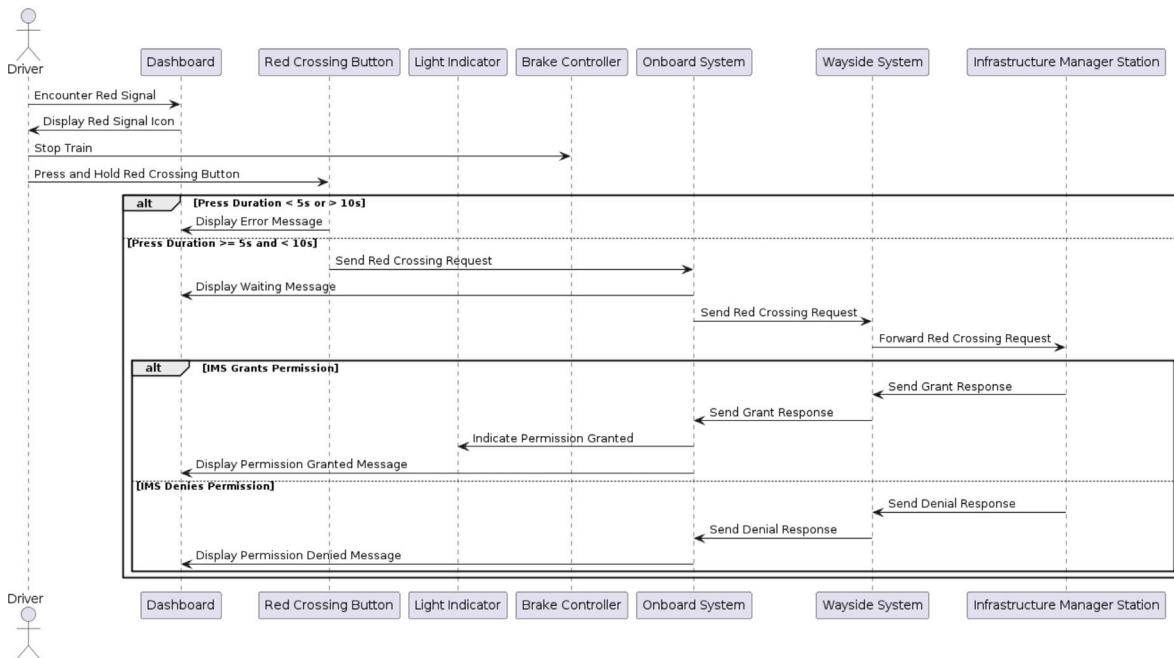 Driver
Dashboard
Red Crossing Button
Light Indicator
Brake Controller
Onboard System
Wayside System
Infrastructure Manager Station
Encounter Red Signal
Display Red Signal Icon
Stop Train
Press and Hold Red Crossing Button
alt
[Press Duration < 5s or > 10s]
Display Error Message
[Press Duration >= 5s and < 10s]
Send Red Crossing Request
Display Waiting Message
Send Red Crossing Request
Forward Red Crossing Request
alt
[IMS Grants Permission]
Send Grant Response
Send Grant Response
Indicate Permission Granted
Display Permission Granted Message
[IMS Denies Permission]
Send Denial Response
Send Denial Response
Display Permission Denied Message
Driver
Dashboard
Red Crossing Button
Light Indicator
Brake Controller
Onboard System
Wayside System
Infrastructure Manager Station